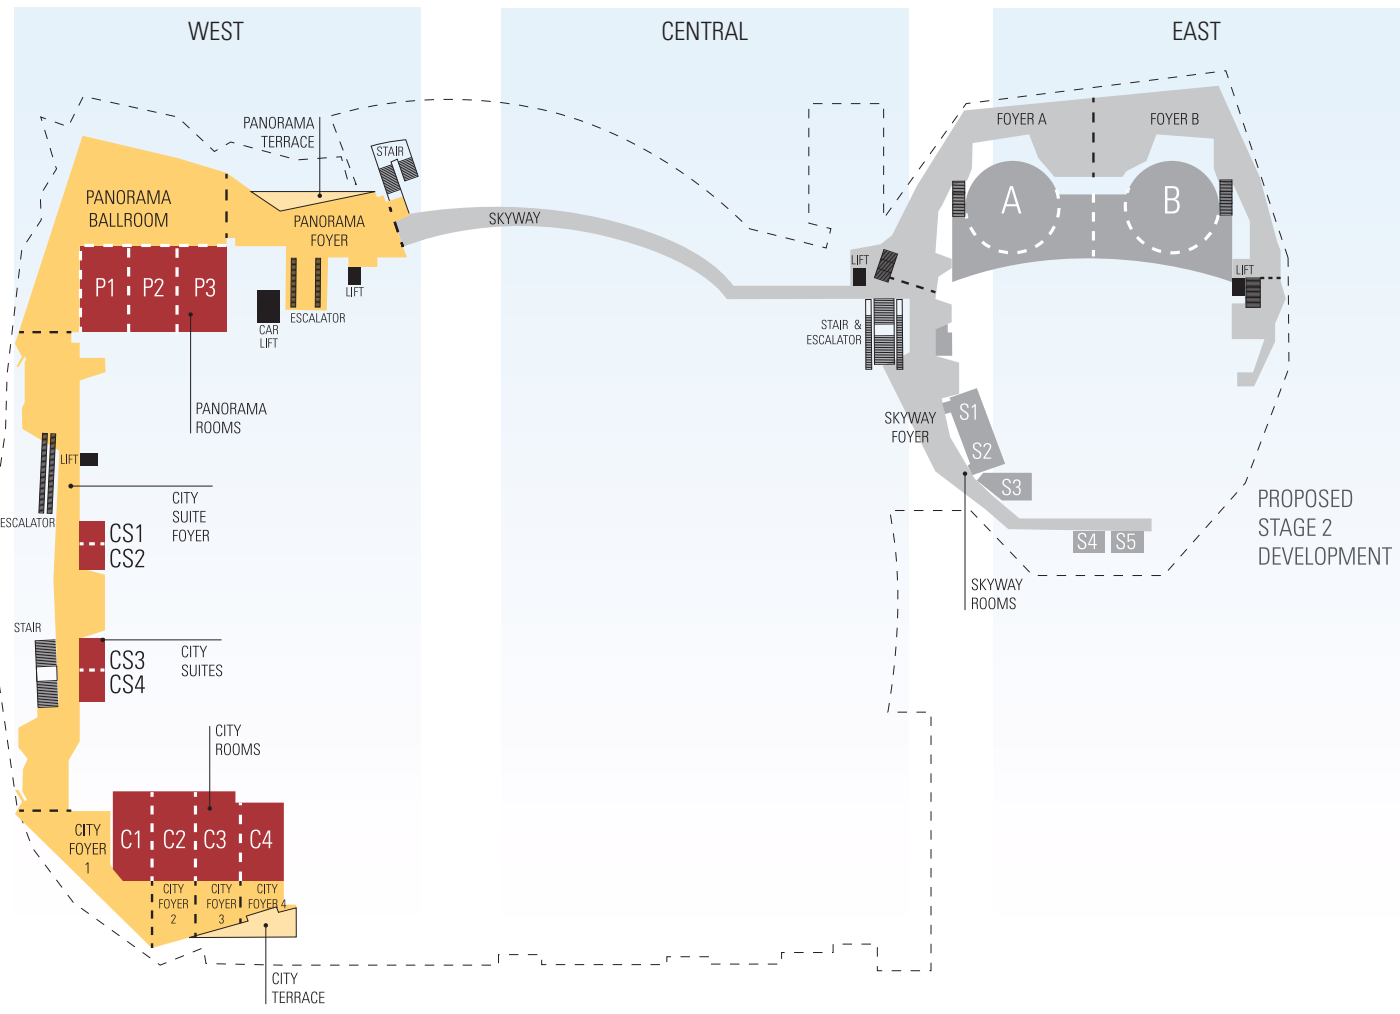 WEST
CENTRAL
EAST
PANORAMA
TERRACE
STAIR
FOYER A
FOYER B
PANORAMA
BALLROOM
PANORAMA
FOYER
SKYWAY
A
B
P1
P2
P3
CAR
LIFT
ESCALATOR
LIFT
LIFT
LIFT
STAIR &
ESCALATOR
PANORAMA
ROOMS
SKYWAY
FOYER
S1
S2
S3
S4
S5
SKYWAY
ROOMS
PROPOSED
STAGE 2
DEVELOPMENT
LIFT
ESCALATOR
CITY
SUITE
FOYER
CS1
CS2
STAIR
CITY
SUITES
CS3
CS4
CITY
ROOMS
CITY
FOYER
1
C1
C2
C3
C4
CITY
FOYER
2
CITY
FOYER
3
CITY
FOYER 4
CITY
TERRACE